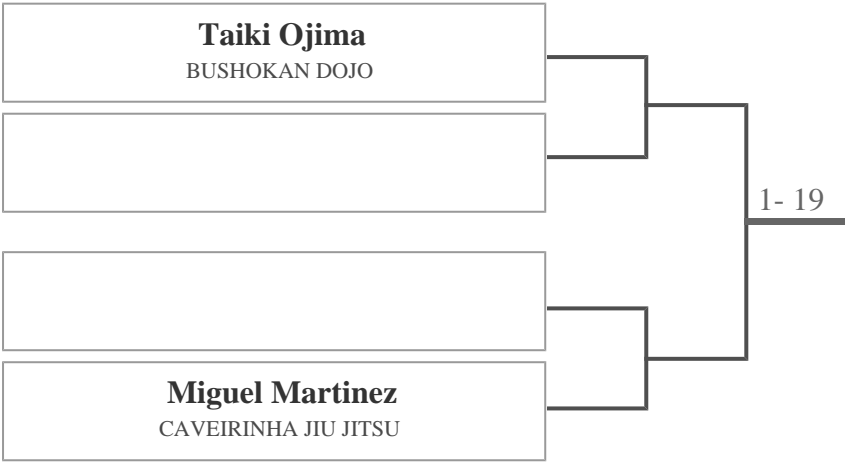 Taiki Ojima
BUSHOKAN DOJO
1- 19
Miguel Martinez
CAVEIRINHA JIU JITSU